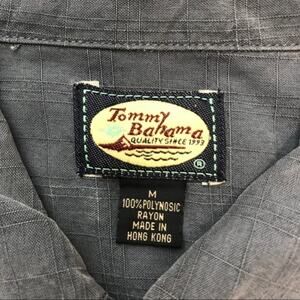 Tommy
Bahama
QUALITY SINCE 1993
®
M
100% POLYNOSIC
RAYON
MADE IN
HONG KONG